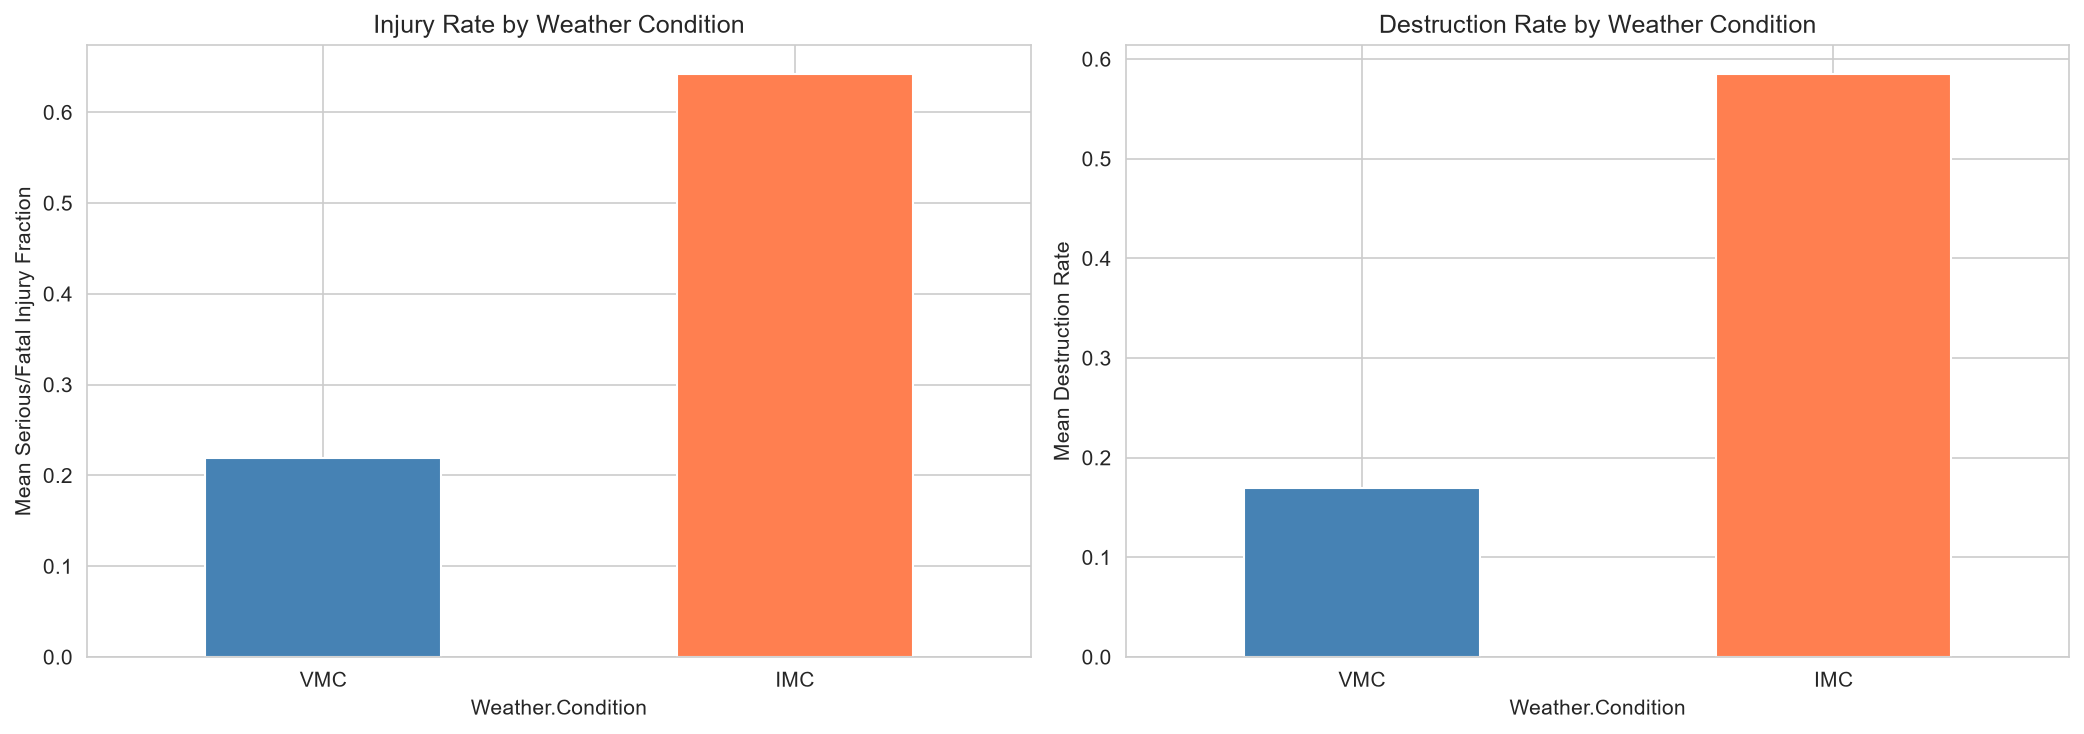 Injury Rate by Weather Condition
Mean Serious/Fatal Injury Fraction
0.6
0.5
0.4
0.3
0.2
0.1
0.0
VMC
IMC
Weather.Condition
Destruction Rate by Weather Condition
Mean Destruction Rate
0.6
0.5
0.4
0.3
0.2
0.1
0.0
VMC
IMC
Weather.Condition